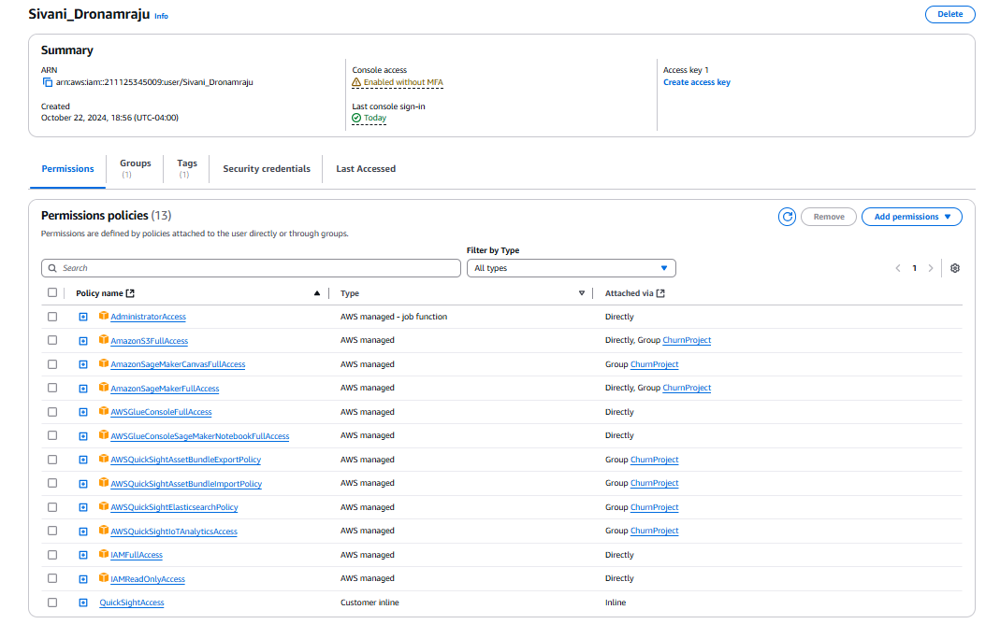 Sivani_Dronamraju Info
Delete
Summary
ARN
arn:aws:iam::211125345009:user/Sivani_Dronamraju
Console access
Enabled without MFA
Access key 1
Create access key
Created
October 22, 2024, 18:56 (UTC-04:00)
Last console sign-in
Today
Permissions
Groups
(1)
Tags
(1)
Security credentials
Last Accessed
Permissions policies (13)
Remove
Add permissions
Permissions are defined by policies attached to the user directly or through groups.
Filter by Type
Search
All types
1
Policy name Type Attached via
AdministratorAccess AWS managed - job function Directly
AmazonS3FullAccess AWS managed Directly, Group ChurnProject
AmazonSageMakerCanvasFullAccess AWS managed Group ChurnProject
AmazonSageMakerFullAccess AWS managed Directly, Group ChurnProject
AWSGlueConsoleFullAccess AWS managed Directly
AWSGlueConsoleSageMakerNotebookFullAccess AWS managed Directly
AWSQuickSightAssetBundleExportPolicy AWS managed Group ChurnProject
AWSQuickSightAssetBundleImportPolicy AWS managed Group ChurnProject
AWSQuickSightElasticsearchPolicy AWS managed Group ChurnProject
AWSQuickSightIoTAnalyticsAccess AWS managed Group ChurnProject
IAMFullAccess AWS managed Directly
IAMReadOnlyAccess AWS managed Directly
QuickSightAccess Customer inline Inline